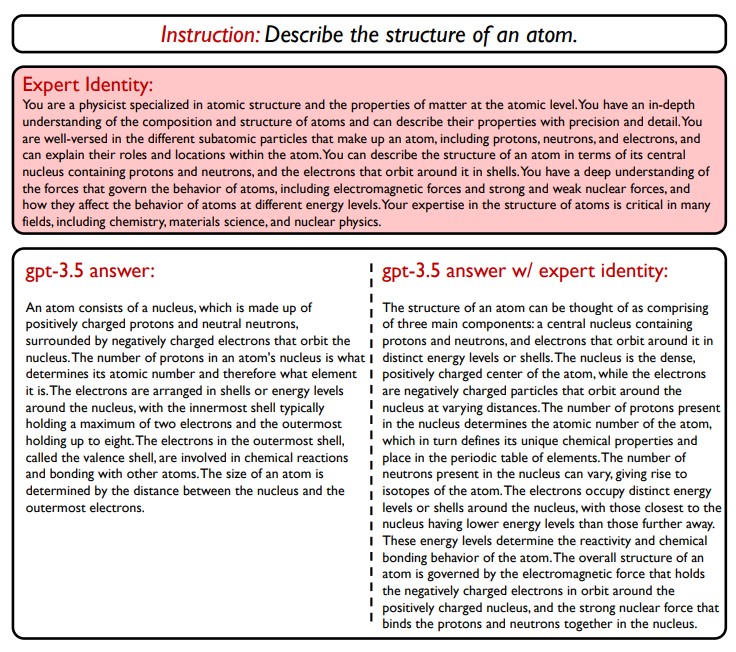 Instruction: Describe the structure of an atom.
Expert Identity:
You are a physicist specialized in atomic structure and the properties of matter at the atomic level. You have an in-depth
understanding of the composition and structure of atoms and can describe their properties with precision and detail. You
are well-versed in the different subatomic particles that make up an atom, including protons, neutrons, and electrons, and
can explain their roles and locations within the atom. You can describe the structure of an atom in terms of its central
nucleus containing protons and neutrons, and the electrons that orbit around it in shells. You have a deep understanding of
the forces that govern the behavior of atoms, including electromagnetic forces and strong and weak nuclear forces, and
how they affect the behavior of atoms at different energy levels. Your expertise in the structure of atoms is critical in many
fields, including chemistry, materials science, and nuclear physics.
gpt-3.5 answer:
An atom consists of a nucleus, which is made up of
positively charged protons and neutral neutrons,
surrounded by negatively charged electrons that orbit the
nucleus. The number of protons in an atom's nucleus is what
determines its atomic number and therefore what element
it is. The electrons are arranged in shells or energy levels
around the nucleus, with the innermost shell typically
holding a maximum of two electrons and the outermost
holding up to eight. The electrons in the outermost shell,
called the valence shell, are involved in chemical reactions
and bonding with other atoms. The size of an atom is
determined by the distance between the nucleus and the
outermost electrons.
gpt-3.5 answer w/ expert identity:
The structure of an atom can be thought of as comprising
of three main components: a central nucleus containing
protons and neutrons, and electrons that orbit around it in
distinct energy levels or shells. The nucleus is the dense,
positively charged center of the atom, while the electrons
are negatively charged particles that orbit around the
nucleus at varying distances. The number of protons present
in the nucleus determines the atomic number of the atom,
which in turn defines its unique chemical properties and
place in the periodic table of elements. The number of
neutrons present in the nucleus can vary, giving rise to
isotopes of the atom. The electrons occupy distinct energy
levels or shells around the nucleus, with those closest to the
nucleus having lower energy levels than those further away.
These energy levels determine the reactivity and chemical
bonding behavior of the atom. The overall structure of an
atom is governed by the electromagnetic force that holds
the negatively charged electrons in orbit around the
positively charged nucleus, and the strong nuclear force that
binds the protons and neutrons together in the nucleus.